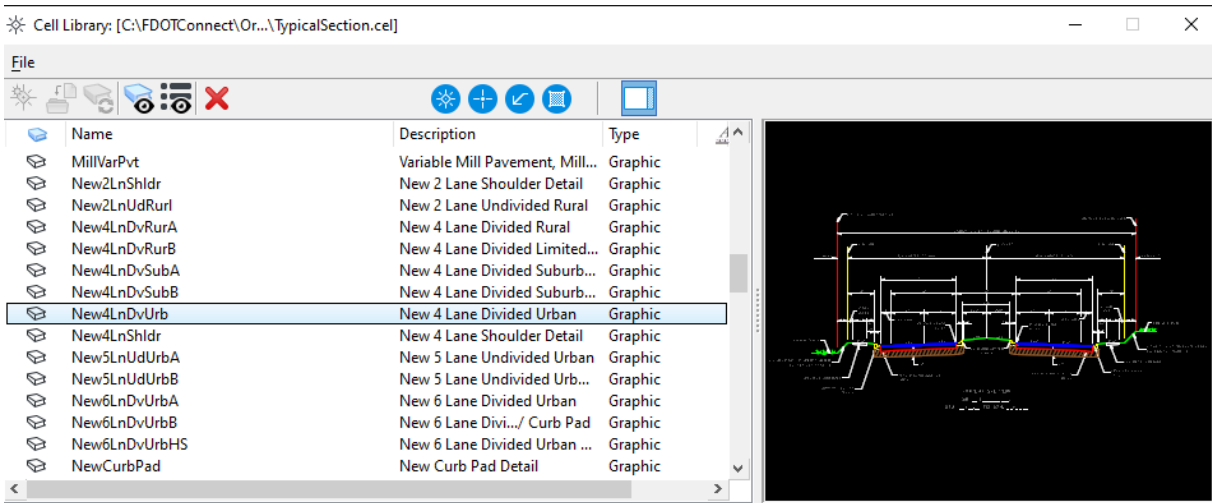 Cell Library: [C:\FDOTConnect\Or...\TypicalSection.cel]
File
Name Description Type
MillVarPvt Variable Mill Pavement, Mill... Graphic
New2LnShldr New 2 Lane Shoulder Detail Graphic
New2LnUdRurl New 2 Lane Undivided Rural Graphic
New4LnDvRurA New 4 Lane Divided Rural Graphic
New4LnDvRurB New 4 Lane Divided Limited... Graphic
New4LnDvSubA New 4 Lane Divided Suburb... Graphic
New4LnDvSubB New 4 Lane Divided Suburb... Graphic
New4LnDvUrb New 4 Lane Divided Urban Graphic
New4LnShldr New 4 Lane Shoulder Detail Graphic
New5LnUdUrbA New 5 Lane Undivided Urban Graphic
New5LnUdUrbB New 5 Lane Undivided Urb... Graphic
New6LnDvUrbA New 6 Lane Divided Urban Graphic
New6LnDvUrbB New 6 Lane Divi.../ Curb Pad Graphic
New6LnDvUrbHS New 6 Lane Divided Urban ... Graphic
NewCurbPad New Curb Pad Detail Graphic